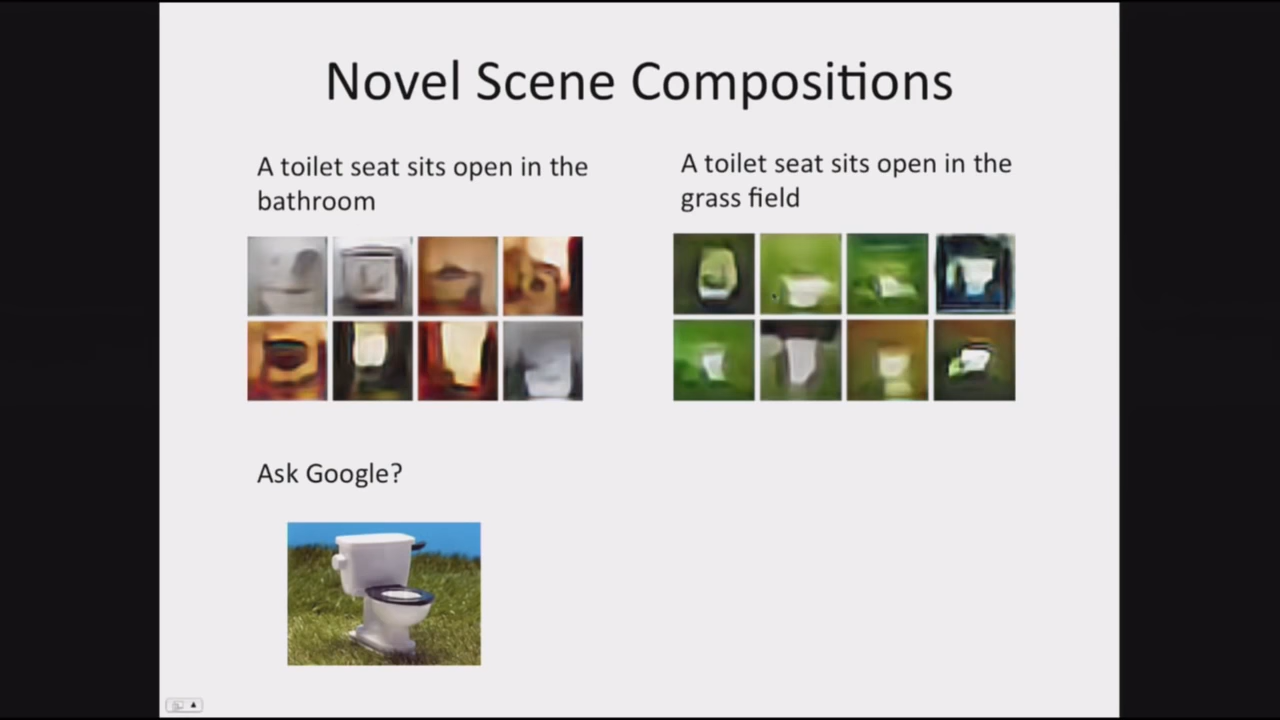 Novel Scene Compositions
A toilet seat sits open in the
bathroom
A toilet seat sits open in the
grass field
Ask Google?